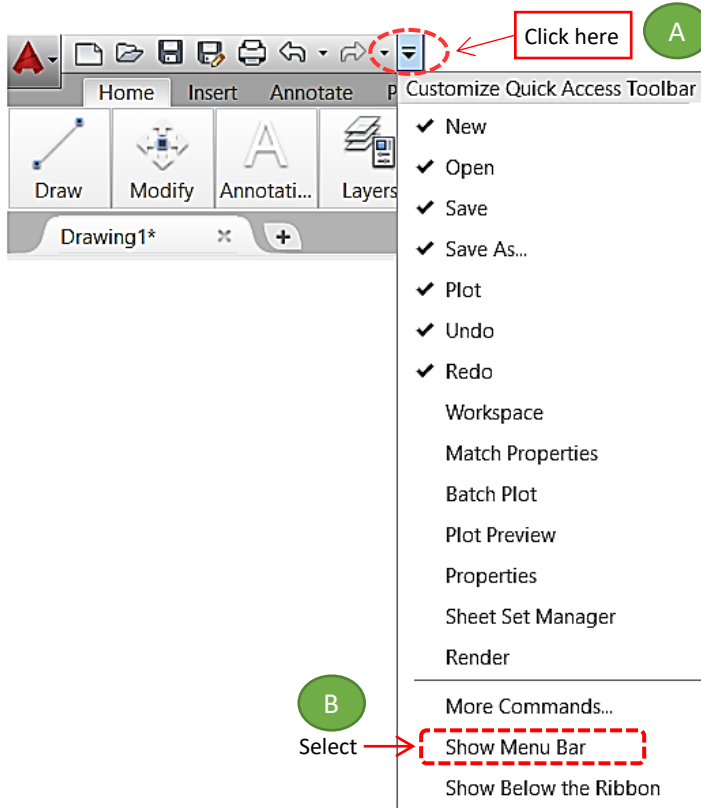 Click here
A
Home Insert Annotate P
Customize Quick Access Toolbar
Draw Modify Annotati... Layers
Drawing1*
New
Open
Save
Save As...
Plot
Undo
Redo
Workspace
Match Properties
Batch Plot
Plot Preview
Properties
Sheet Set Manager
Render
More Commands...
B
Select
Show Menu Bar
Show Below the Ribbon